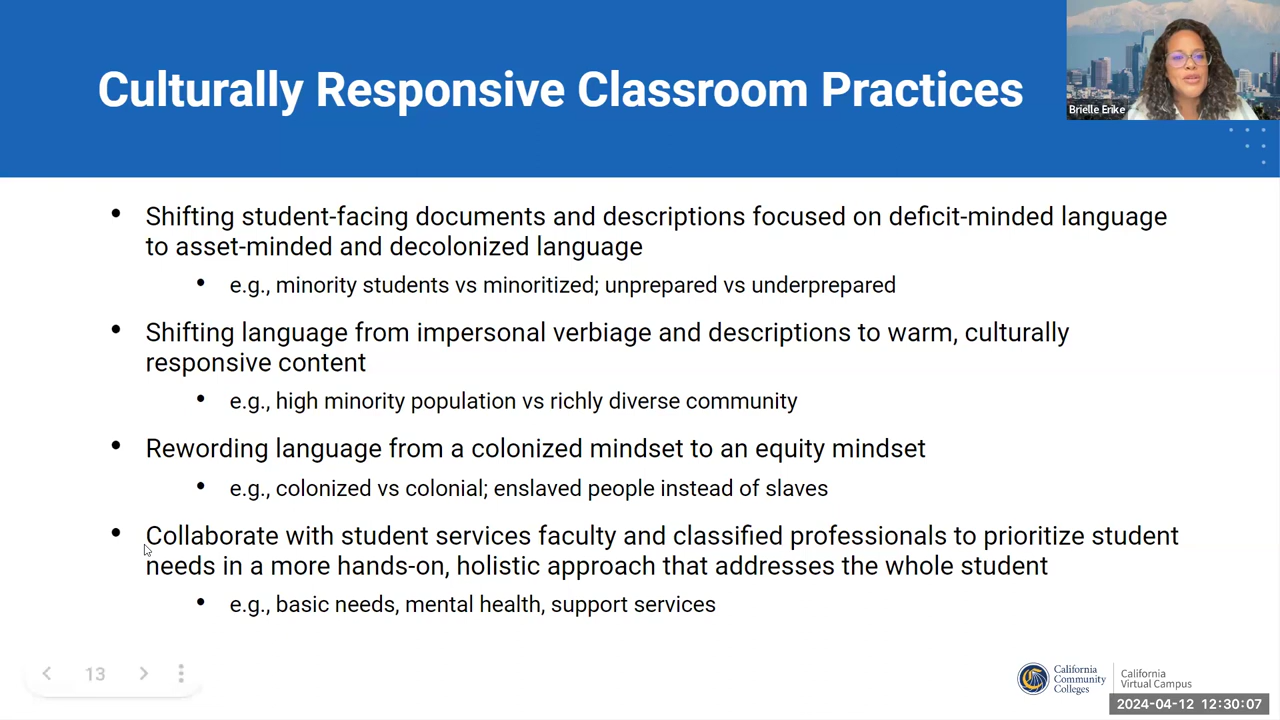 Culturally Responsive Classroom Practices
Brielle Erike
• Shifting student-facing documents and descriptions focused on deficit-minded language
to asset-minded and decolonized language
• e.g., minority students vs minoritized; unprepared vs underprepared
• Shifting language from impersonal verbiage and descriptions to warm, culturally
responsive content
• e.g., high minority population vs richly diverse community
• Rewording language from a colonized mindset to an equity mindset
• e.g., colonized vs colonial; enslaved people instead of slaves
• Collaborate with student services faculty and classified professionals to prioritize student
needs in a more hands-on, holistic approach that addresses the whole student
• e.g., basic needs, mental health, support services
13
California
Community
Colleges
California
Virtual Campus
2024-04-12 12:30:07